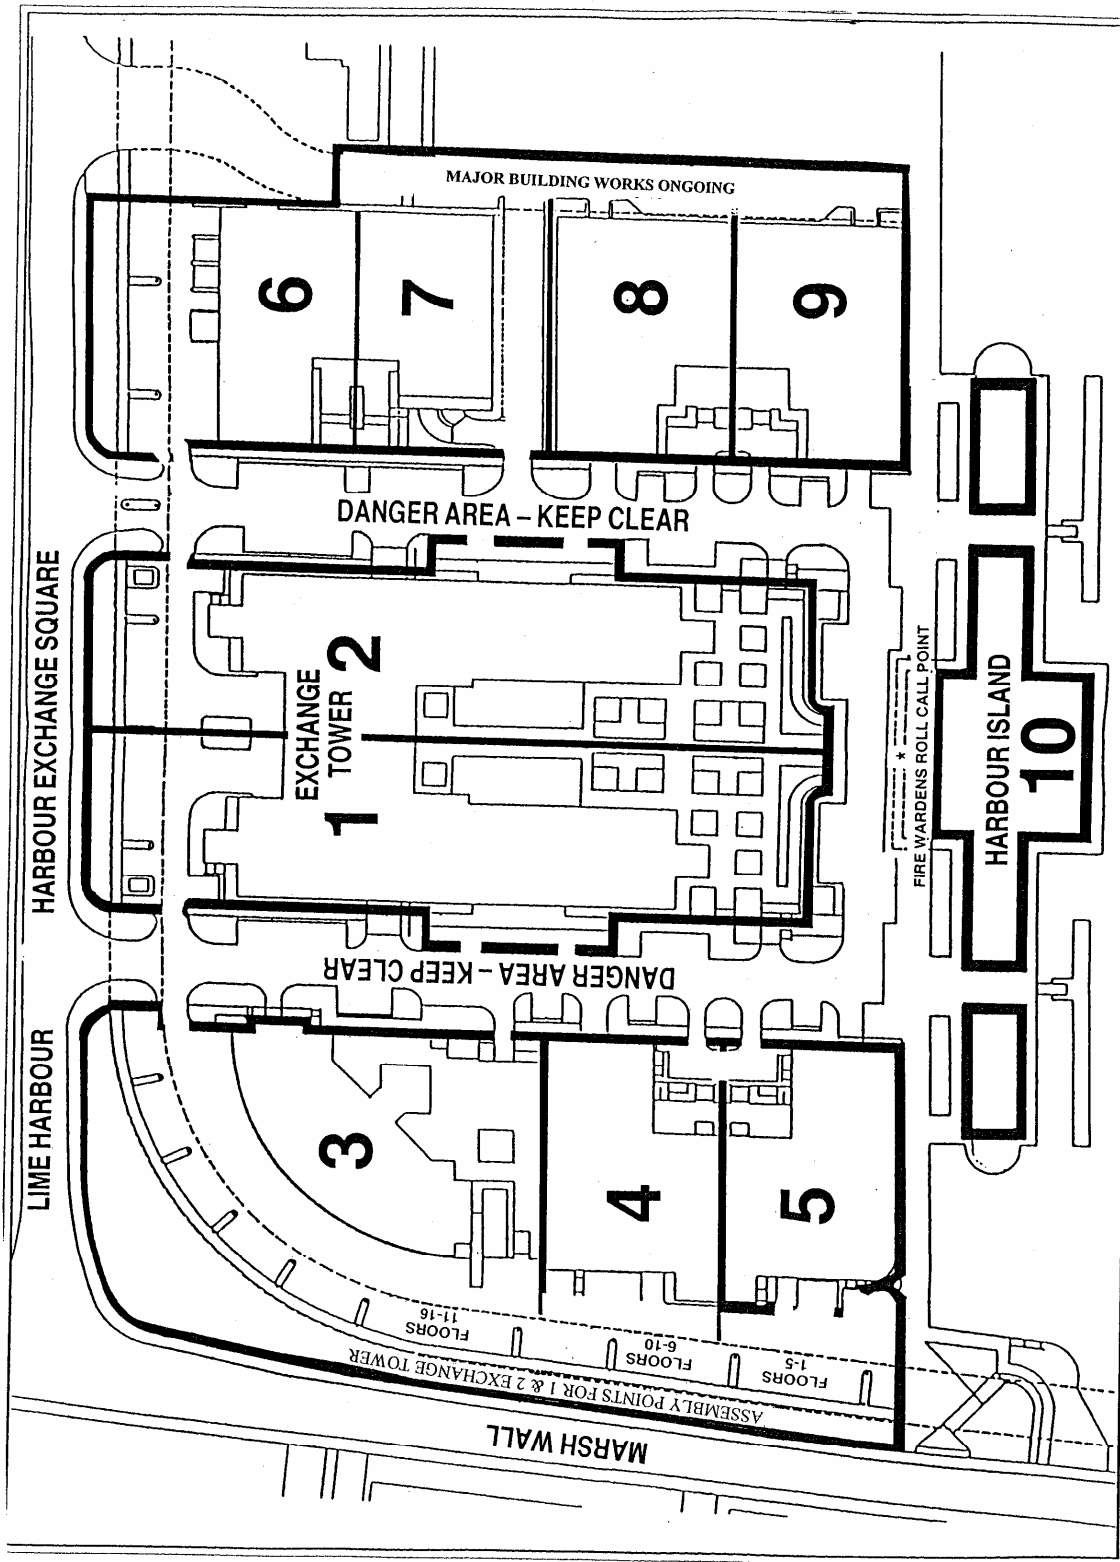 MAJOR BUILDING WORKS ONGOING
6
7
8
9
DANGER AREA – KEEP CLEAR
HARBOUR EXCHANGE SQUARE
EXCHANGE
TOWER
1
2
FIRE WARDENS ROLL CALL POINT
*
HARBOUR ISLAND
10
DANGER AREA – KEEP CLEAR
LIME HARBOUR
3
4
5
FLOORS
11-16
FLOORS
6-10
FLOORS
1-5
ASSEMBLY POINTS FOR 1 & 2 EXCHANGE TOWER
MARSH WALL